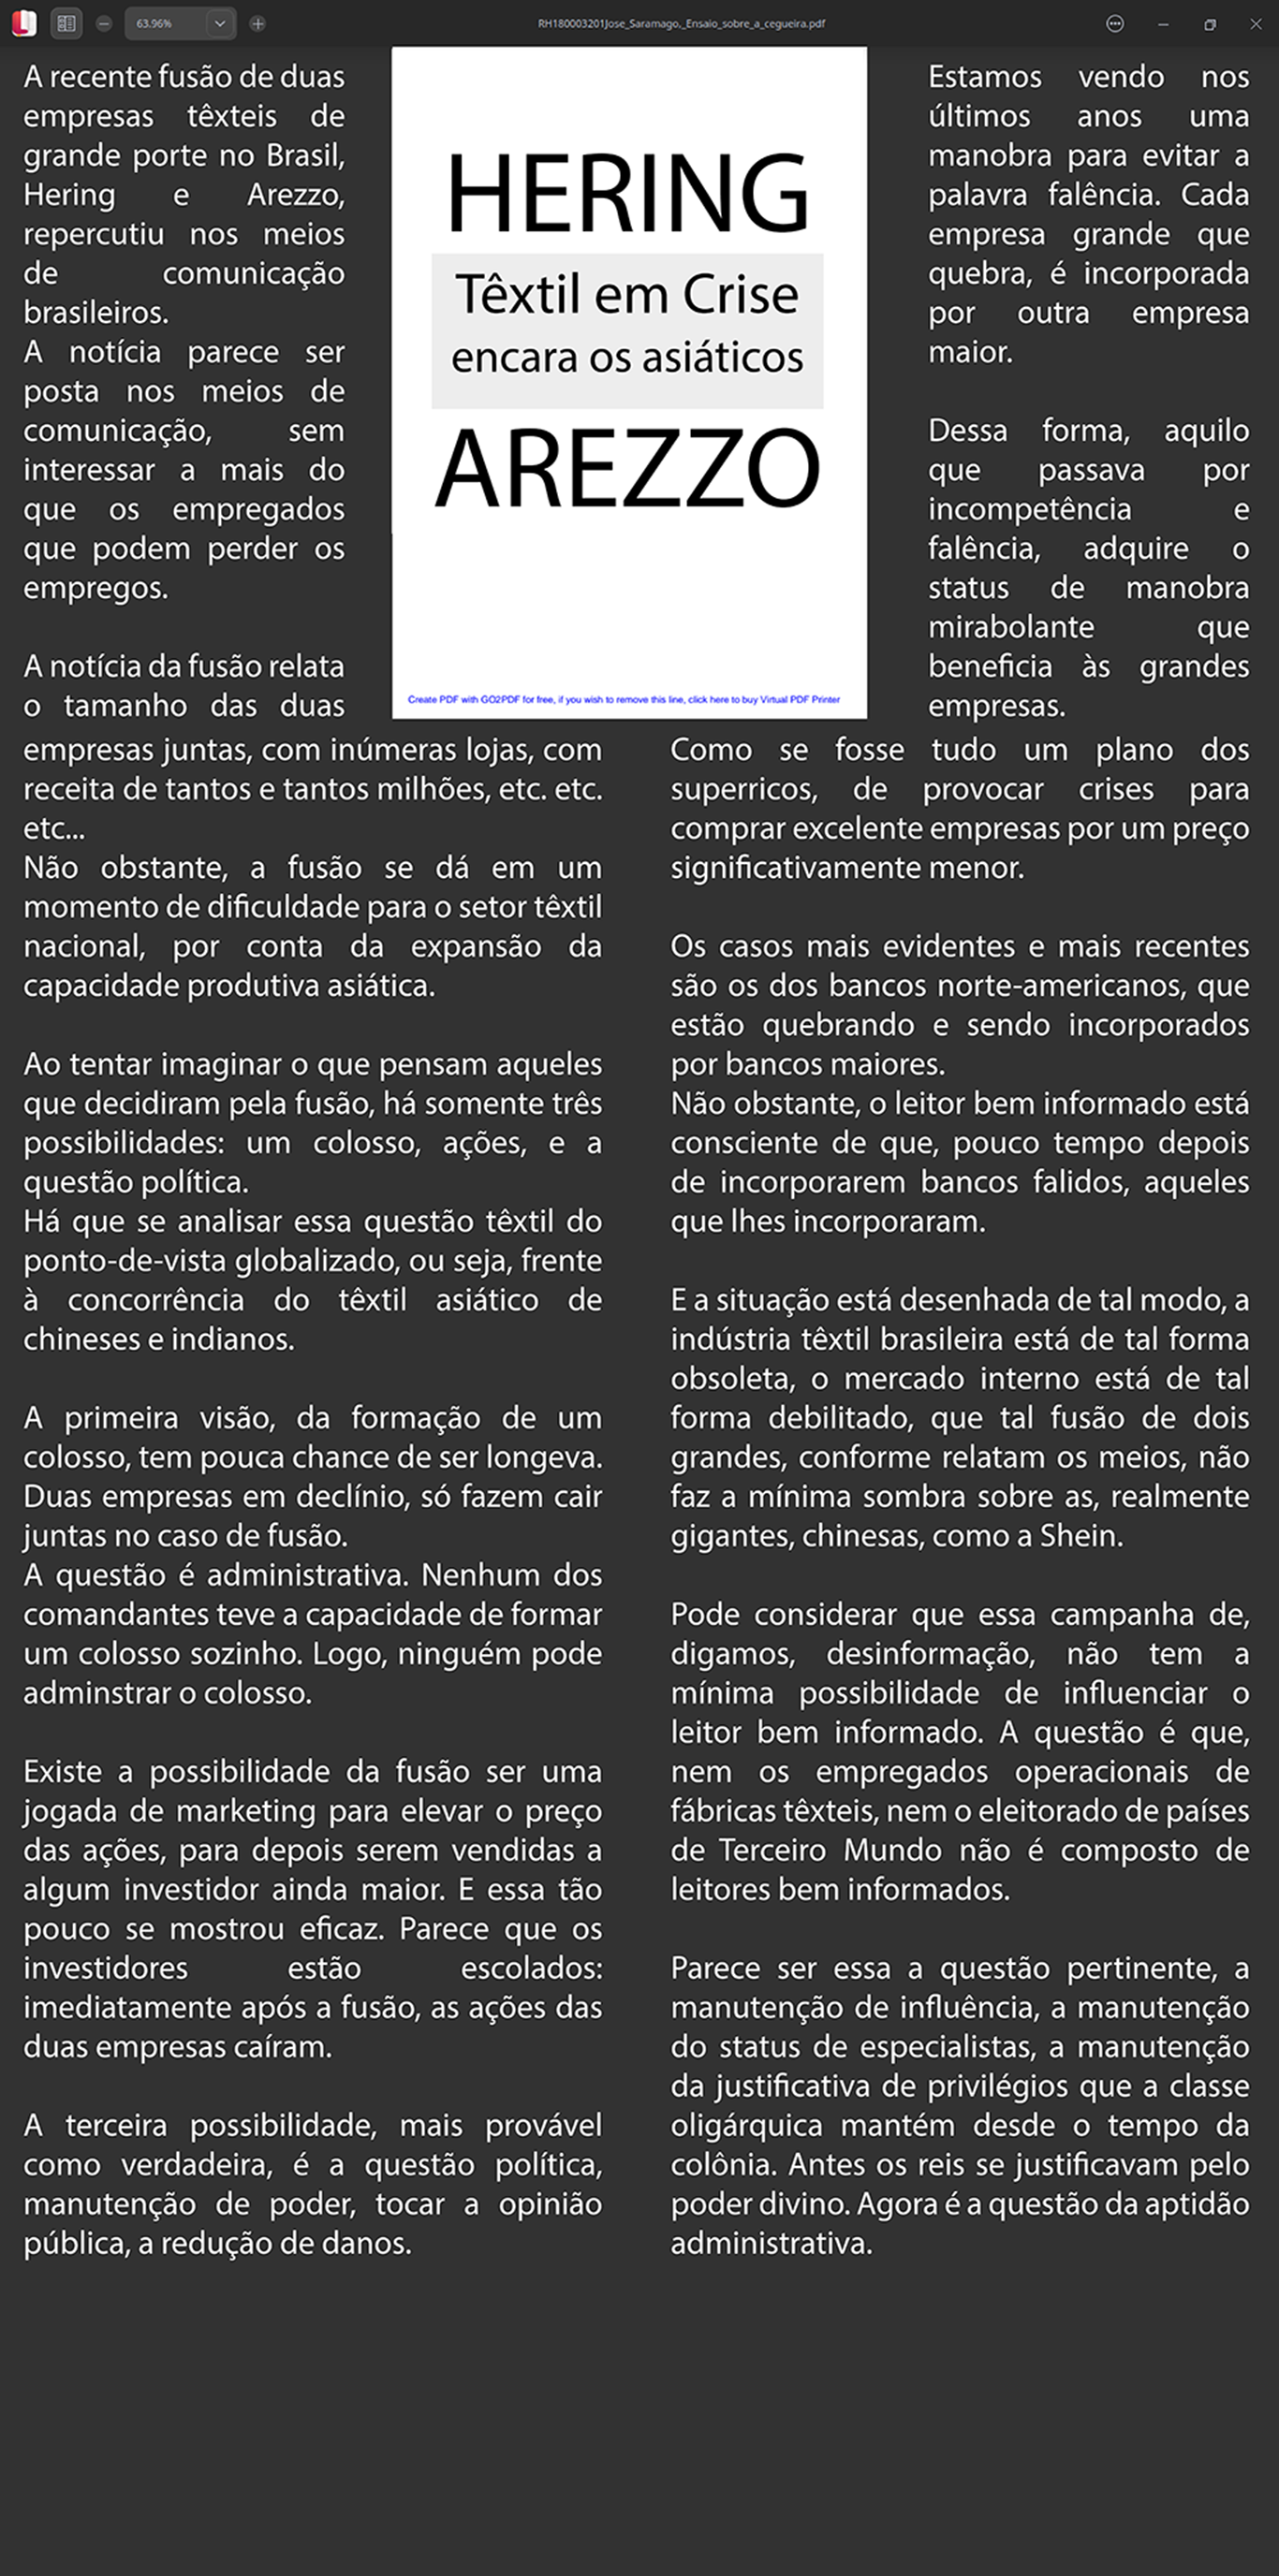 63.96%
RH180003201Jose_Saramago._Ensaio_sobre_a_cegueira.pdf
A recente fusão de duas
empresas têxteis de
grande porte no Brasil,
Hering e Arezzo,
repercutiu nos meios
de comunicação
brasileiros.
A notícia parece ser
posta nos meios de
comunicação, sem
interessar a mais do
que os empregados
que podem perder os
empregos.
A notícia da fusão relata
o tamanho das duas
empresas juntas, com inúmeras lojas, com
receita de tantos e tantos milhões, etc. etc.
etc...
Não obstante, a fusão se dá em um
momento de dificuldade para o setor têxtil
nacional, por conta da expansão da
capacidade produtiva asiática.
Ao tentar imaginar o que pensam aqueles
que decidiram pela fusão, há somente três
possibilidades: um colosso, ações, e a
questão política.
Há que se analisar essa questão têxtil do
ponto-de-vista globalizado, ou seja, frente
à concorrência do têxtil asiático de
chineses e indianos.
A primeira visão, da formação de um
colosso, tem pouca chance de ser longeva.
Duas empresas em declínio, só fazem cair
juntas no caso de fusão.
A questão é administrativa. Nenhum dos
comandantes teve a capacidade de formar
um colosso sozinho. Logo, ninguém pode
adminstrar o colosso.
Existe a possibilidade da fusão ser uma
jogada de marketing para elevar o preço
das ações, para depois serem vendidas a
algum investidor ainda maior. E essa tão
pouco se mostrou eficaz. Parece que os
investidores estão escolados:
imediatamente após a fusão, as ações das
duas empresas caíram.
A terceira possibilidade, mais provável
como verdadeira, é a questão política,
manutenção de poder, tocar a opinião
pública, a redução de danos.
HERING
Têxtil em Crise
encara os asiáticos
AREZZO
Create PDF with GO2PDF for free, if you wish to remove this line, click here to buy Virtual PDF Printer
Estamos vendo nos
últimos anos uma
manobra para evitar a
palavra falência. Cada
empresa grande que
quebra, é incorporada
por outra empresa
maior.
Dessa forma, aquilo
que passava por
incompetência e
falência, adquire o
status de manobra
mirabolante que
beneficia às grandes
empresas.
Como se fosse tudo um plano dos
superricos, de provocar crises para
comprar excelente empresas por um preço
significativamente menor.
Os casos mais evidentes e mais recentes
são os dos bancos norte-americanos, que
estão quebrando e sendo incorporados
por bancos maiores.
Não obstante, o leitor bem informado está
consciente de que, pouco tempo depois
de incorporarem bancos falidos, aqueles
que lhes incorporaram.
E a situação está desenhada de tal modo, a
indústria têxtil brasileira está de tal forma
obsoleta, o mercado interno está de tal
forma debilitado, que tal fusão de dois
grandes, conforme relatam os meios, não
faz a mínima sombra sobre as, realmente
gigantes, chinesas, como a Shein.
Pode considerar que essa campanha de,
digamos, desinformação, não tem a
mínima possibilidade de influenciar o
leitor bem informado. A questão é que,
nem os empregados operacionais de
fábricas têxteis, nem o eleitorado de países
de Terceiro Mundo não é composto de
leitores bem informados.
Parece ser essa a questão pertinente, a
manutenção de influência, a manutenção
do status de especialistas, a manutenção
da justificativa de privilégios que a classe
oligárquica mantém desde o tempo da
colônia. Antes os reis se justificavam pelo
poder divino. Agora é a questão da aptidão
administrativa.